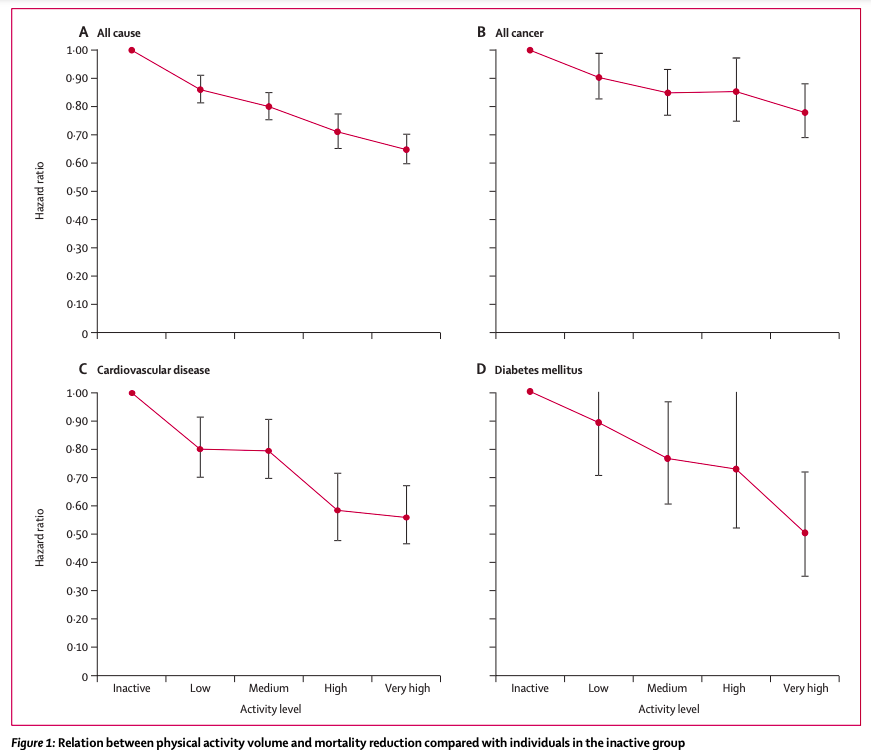 A All cause
1·00
0·90
0·80
0·70
0·60
0·50
0·40
0·30
0·20
0·10
0
Hazard ratio
B All cancer
C Cardiovascular disease
1·00
0·90
0·80
0·70
0·60
0·50
0·40
0·30
0·20
0·10
0
Hazard ratio
Inactive Low Medium High Very high
Activity level
D Diabetes mellitus
Inactive Low Medium High Very high
Activity level
Figure 1: Relation between physical activity volume and mortality reduction compared with individuals in the inactive group